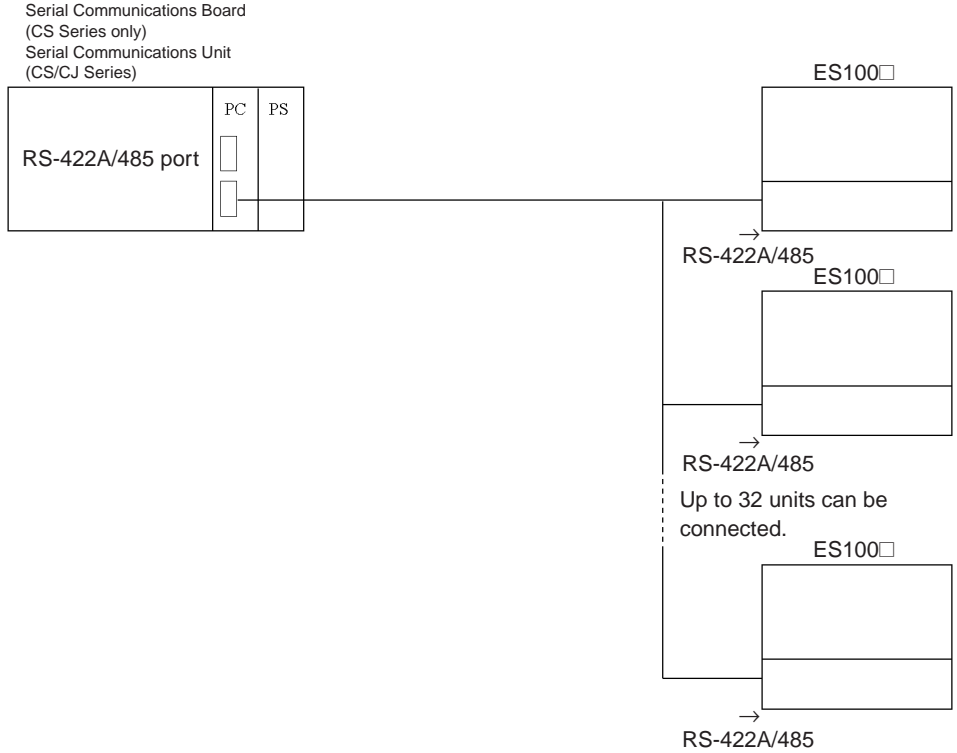 Serial Communications Board
(CS Series only)
Serial Communications Unit
(CS/CJ Series)
ES100□
PC
PS
RS-422A/485 port
→
RS-422A/485
ES100□
→
RS-422A/485
Up to 32 units can be
connected.
ES100□
→
RS-422A/485